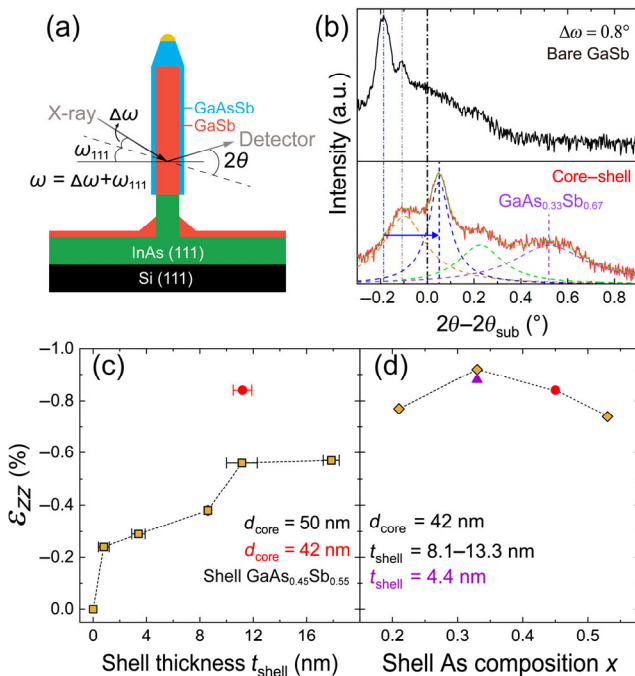 (a)
GaAsSb
GaSb
X-ray
Δω
Detector
ω111
2θ
ω = Δω+ω111
InAs (111)
Si (111)
(b)
Δω = 0.8°
Bare GaSb
Intensity (a.u.)
Core–shell
GaAs0.33Sb0.67
−0.2 0.0 0.2 0.4 0.6 0.8
2θ−2θsub (°)
(c)
−1.0
−0.8
−0.6
−0.4
−0.2
0.0
εZZ (%)
dcore = 50 nm
dcore = 42 nm
Shell GaAs0.45Sb0.55
0 4 8 12 16
Shell thickness tshell (nm)
(d)
dcore = 42 nm
tshell = 8.1–13.3 nm
tshell = 4.4 nm
0.2 0.3 0.4 0.5
Shell As composition x